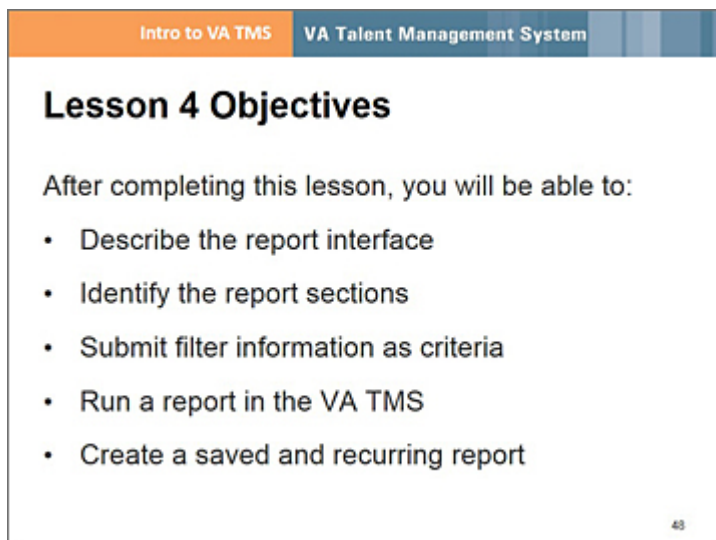 Intro to VA TMS VA Talent Management System
Lesson 4 Objectives
After completing this lesson, you will be able to:
• Describe the report interface
• Identify the report sections
• Submit filter information as criteria
• Run a report in the VA TMS
• Create a saved and recurring report
48